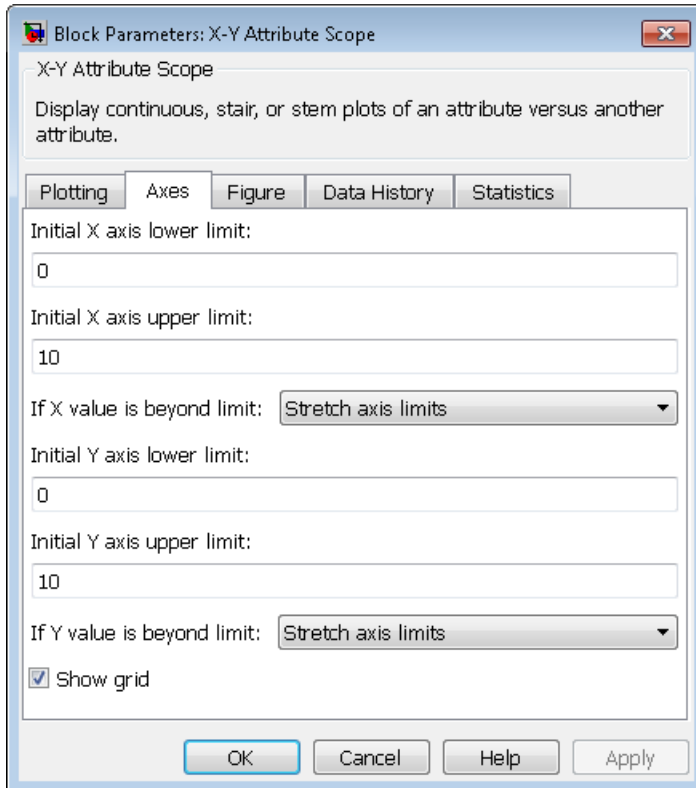 Block Parameters: X-Y Attribute Scope
X-Y Attribute Scope
Display continuous, stair, or stem plots of an attribute versus another
attribute.
Plotting Axes Figure Data History Statistics
Initial X axis lower limit:
0
Initial X axis upper limit:
10
If X value is beyond limit: Stretch axis limits
Initial Y axis lower limit:
0
Initial Y axis upper limit:
10
If Y value is beyond limit: Stretch axis limits
Show grid
OK Cancel Help Apply